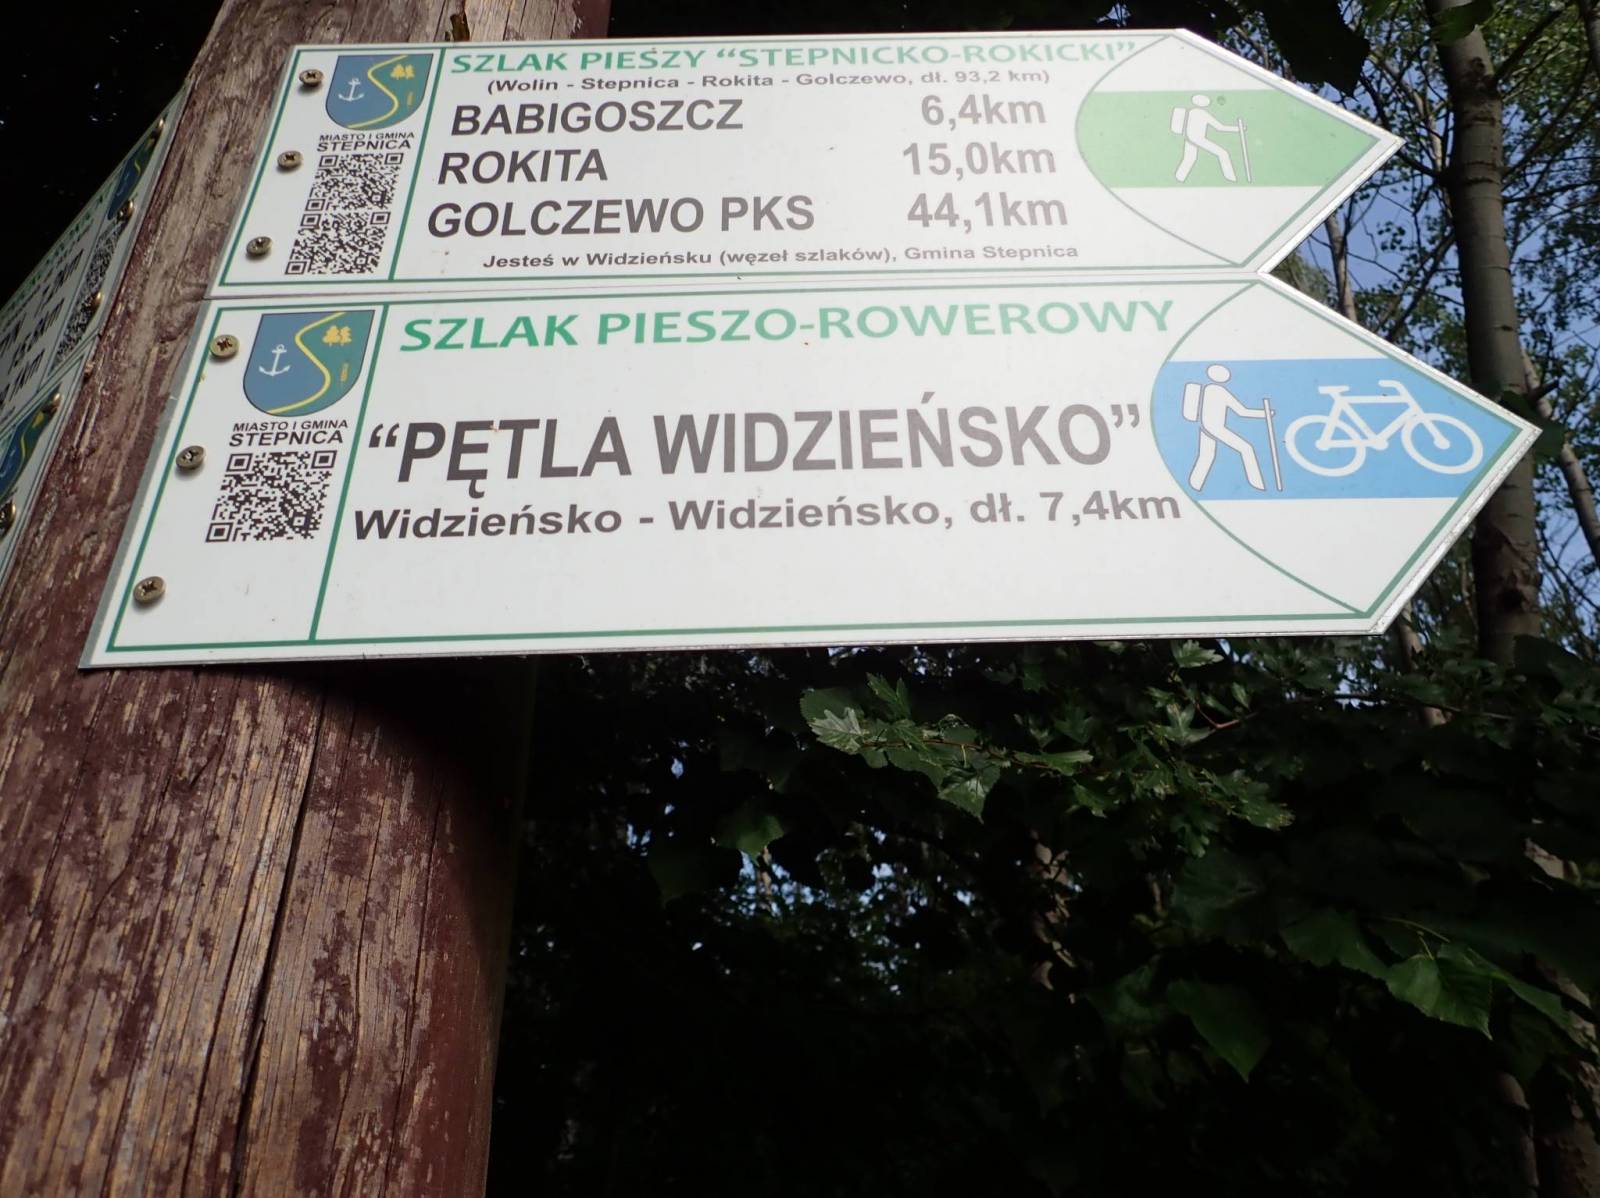 SZLAK PIESZY “STEPNICKO-ROKICKI”
(Wolin - Stepnica - Rokita - Golczewo, dł. 93,2 km)
MIASTO I GMINA
STEPNICA
BABIGOSZCZ 6,4km
ROKITA 15,0km
GOLCZEWO PKS 44,1km
Jesteś w Widzieńsku (węzeł szlaków), Gmina Stepnica
SZLAK PIESZO-ROWEROWY
MIASTO I GMINA
STEPNICA
“PĘTLA WIDZIEŃSKO”
Widzieńsko - Widzieńsko, dł. 7,4km